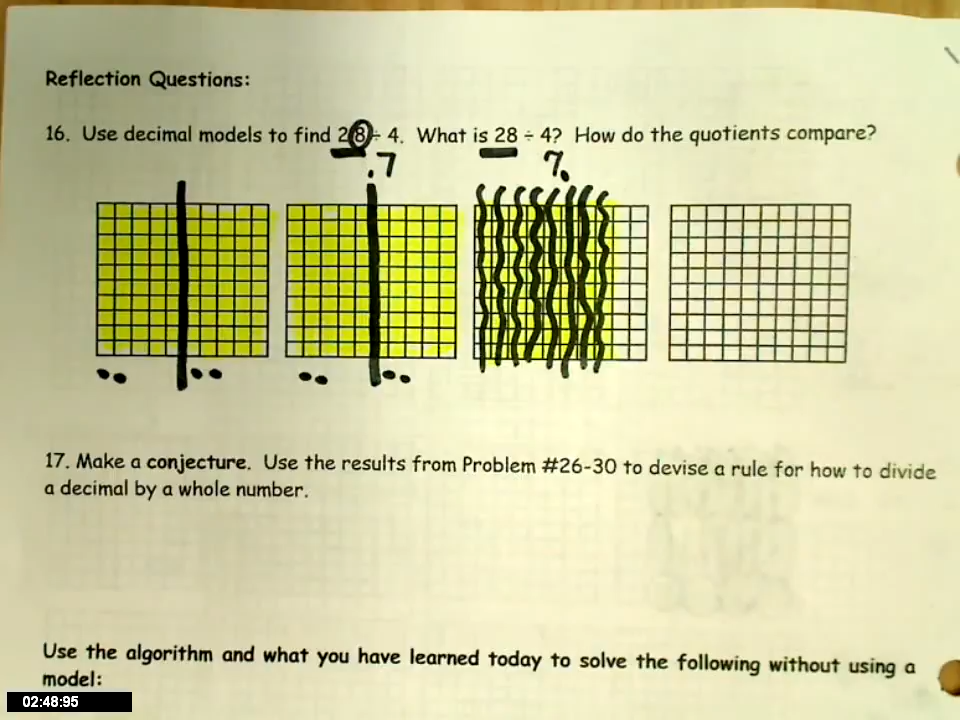 Reflection Questions:
16. Use decimal models to find 2.8 ÷ 4. What is 28 ÷ 4? How do the quotients compare?
.7 7.
17. Make a conjecture. Use the results from Problem #26-30 to devise a rule for how to divide
a decimal by a whole number.
Use the algorithm and what you have learned today to solve the following without using a
model:
02:48:95